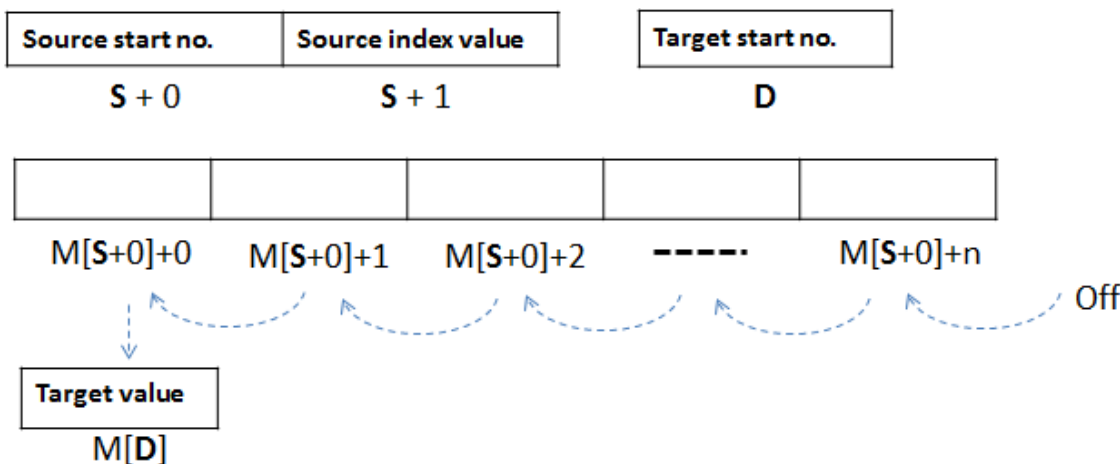 Source start no. Source index value Target start no.
S + 0 S + 1 D
M[S+0]+0 M[S+0]+1 M[S+0]+2 ----- M[S+0]+n
Off
Target value
M[D]